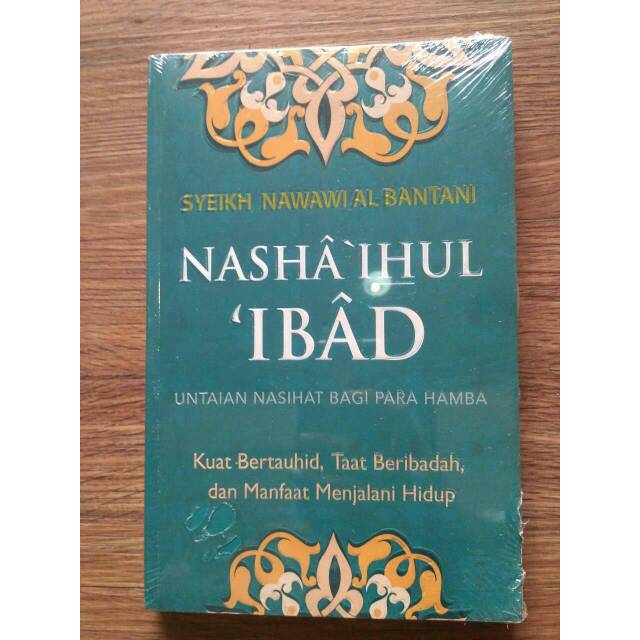 SYEIKH NAWAWI AL BANTANI
NASHÂ`IHUL
‘IBÂD
UNTAIAN NASIHAT BAGI PARA HAMBA
Kuat Bertauhid, Taat Beribadah,
dan Manfaat Menjalani Hidup